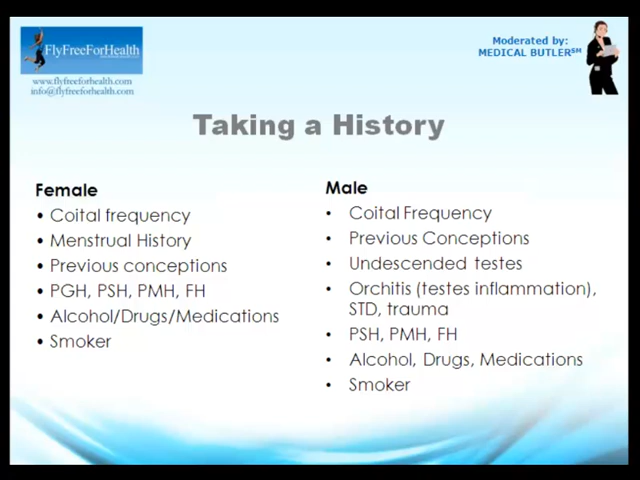 FlyFreeForHealth
www.flyfreeforhealth.com
info@flyfreeforhealth.com
Moderated by:
MEDICAL BUTLER℠
Taking a History
Female
• Coital frequency
• Menstrual History
• Previous conceptions
• PGH, PSH, PMH, FH
• Alcohol/Drugs/Medications
• Smoker
Male
• Coital Frequency
• Previous Conceptions
• Undescended testes
• Orchitis (testes inflammation),
STD, trauma
• PSH, PMH, FH
• Alcohol, Drugs, Medications
• Smoker